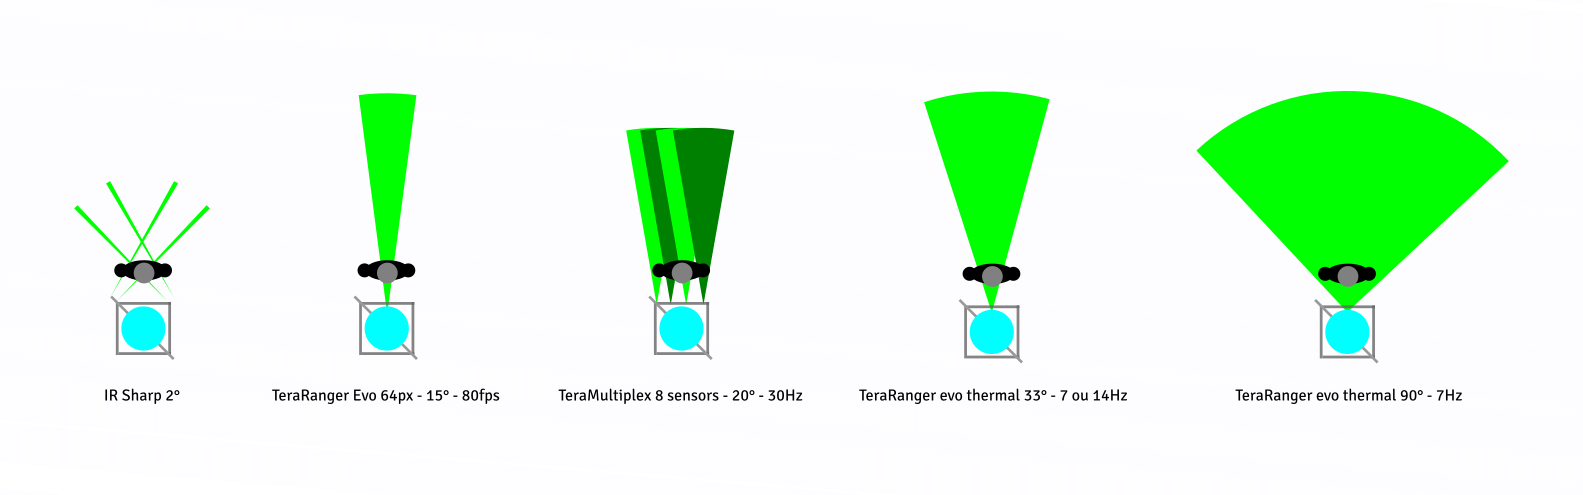 IR Sharp 2°
TeraRanger Evo 64px - 15° - 80fps
TeraMultiplex 8 sensors - 20° - 30Hz
TeraRanger evo thermal 33° - 7 ou 14Hz
TeraRanger evo thermal 90° - 7Hz